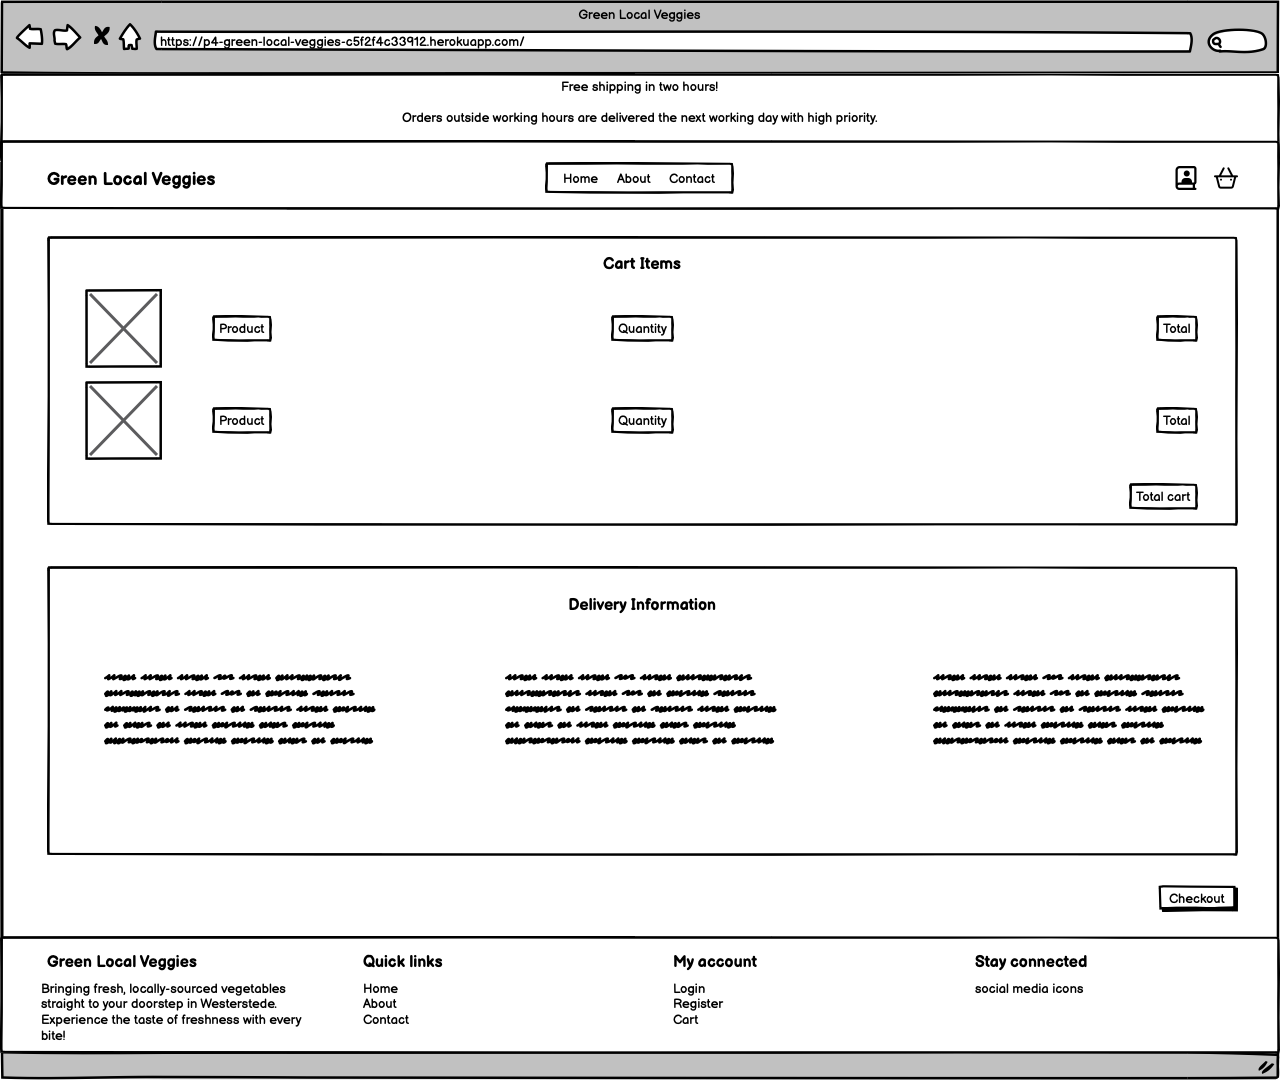 Green Local Veggies
https://p4-green-local-veggies-c5f2f4c33912.herokuapp.com/
Free shipping in two hours!
Orders outside working hours are delivered the next working day with high priority.
Green Local Veggies
Home About Contact
Cart Items
Product Quantity Total
Product Quantity Total
Total cart
Delivery Information
Checkout
Green Local Veggies
Bringing fresh, locally-sourced vegetables
straight to your doorstep in Westerstede.
Experience the taste of freshness with every
bite!
Quick links
Home
About
Contact
My account
Login
Register
Cart
Stay connected
social media icons